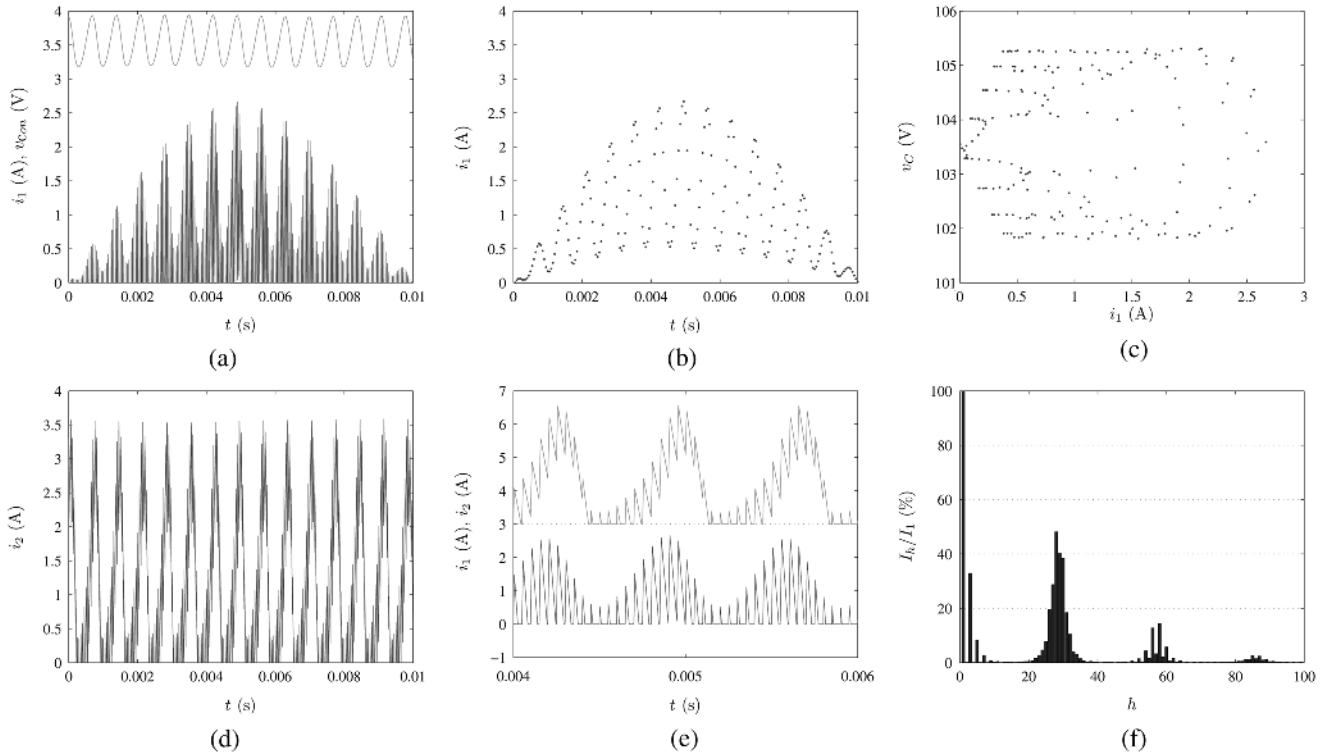 4
3.5
3
2.5
2
1.5
1
0.5
0
i₁ (A), v_Con (V)
0 0.002 0.004 0.006 0.008 0.01
t (s)
(a)
4
3.5
3
2.5
2
1.5
1
0.5
0
i₁ (A)
0 0.002 0.004 0.006 0.008 0.01
t (s)
(b)
106
105
104
103
102
101
v_C (V)
0 0.5 1 1.5 2 2.5 3
i₁ (A)
(c)
4
3.5
3
2.5
2
1.5
1
0.5
0
i₂ (A)
0 0.002 0.004 0.006 0.008 0.01
t (s)
(d)
7
6
5
4
3
2
1
0
−1
i₁ (A), i₂ (A)
0.004 0.005 0.006
t (s)
(e)
100
80
60
40
20
0
I_h/I₁ (%)
0 20 40 60 80 100
h
(f)